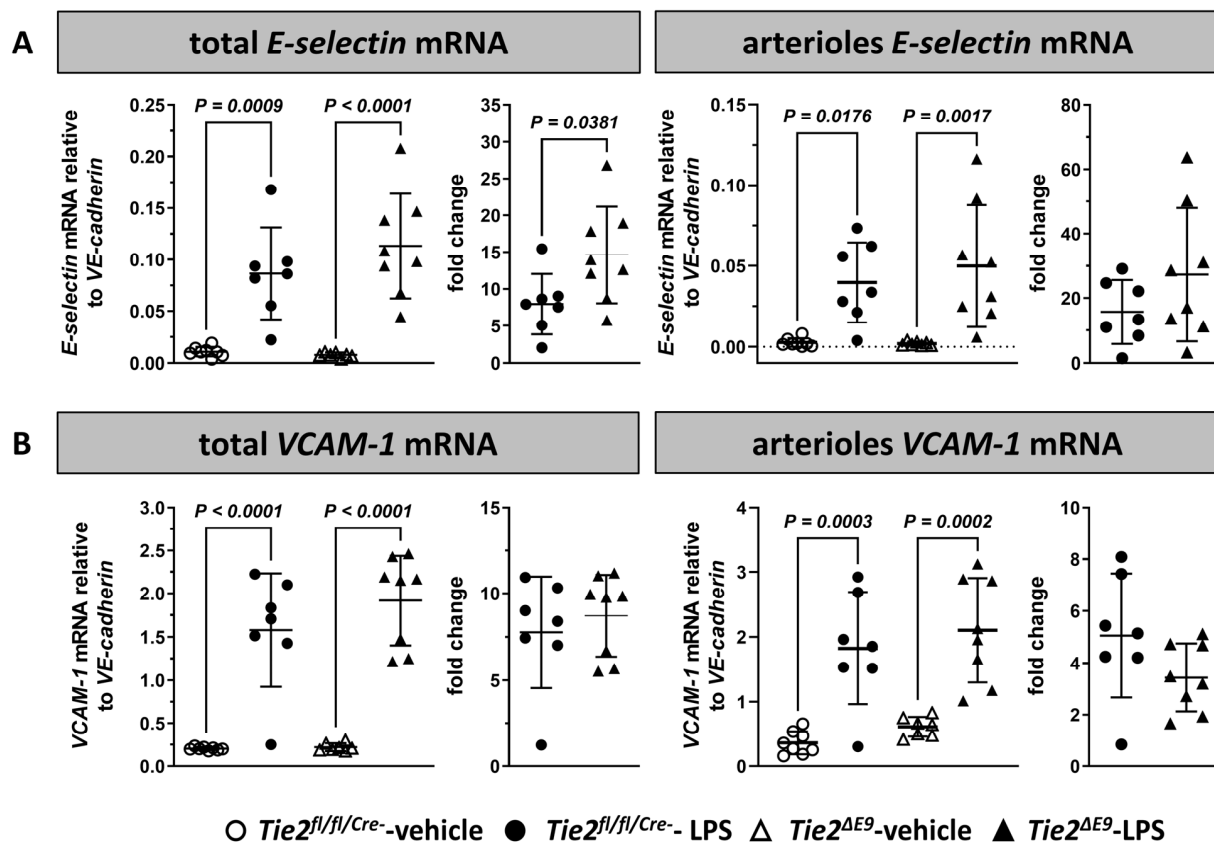 A
total E-selectin mRNA
arterioles E-selectin mRNA
E-selectin mRNA relative
to VE-cadherin
0.25
0.20
0.15
0.10
0.05
0.00
P = 0.0009
P < 0.0001
fold change
35
30
25
20
15
10
5
0
P = 0.0381
E-selectin mRNA relative
to VE-cadherin
0.15
0.10
0.05
0.00
P = 0.0176
P = 0.0017
fold change
80
60
40
20
0
B
total VCAM-1 mRNA
arterioles VCAM-1 mRNA
VCAM-1 mRNA relative
to VE-cadherin
3.0
2.5
2.0
1.5
1.0
0.5
0.0
P < 0.0001
P < 0.0001
fold change
15
10
5
0
VCAM-1 mRNA relative
to VE-cadherin
4
3
2
1
0
P = 0.0003
P = 0.0002
fold change
10
8
6
4
2
0
Tie2fl/fl/Cre--vehicle Tie2fl/fl/Cre-- LPS Tie2ΔE9-vehicle Tie2ΔE9-LPS